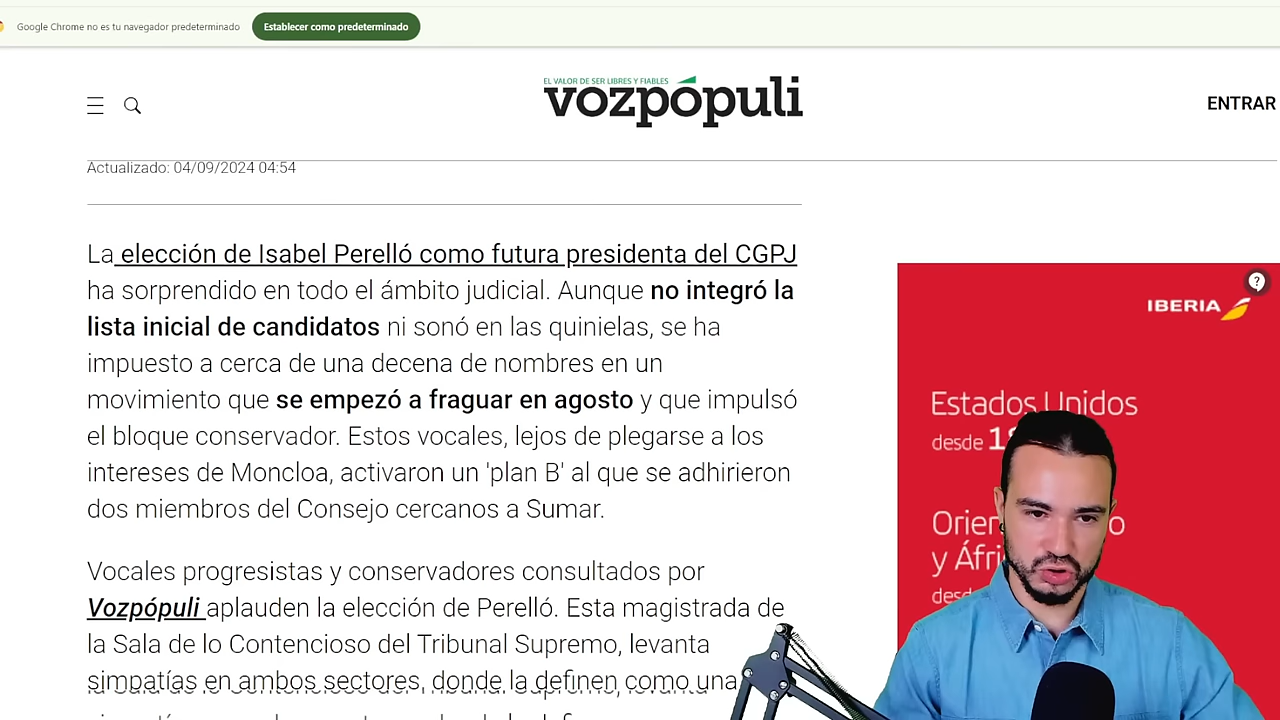 Google Chrome no es tu navegador predeterminado
Establecer como predeterminado
EL VALOR DE SER LIBRES Y FIABLES
vozpópuli
ENTRAR
Actualizado: 04/09/2024 04:54
La elección de Isabel Perelló como futura presidenta del CGPJ
ha sorprendido en todo el ámbito judicial. Aunque no integró la
lista inicial de candidatos ni sonó en las quinielas, se ha
impuesto a cerca de una decena de nombres en un
movimiento que se empezó a fraguar en agosto y que impulsó
el bloque conservador. Estos vocales, lejos de plegarse a los
intereses de Moncloa, activaron un 'plan B' al que se adhirieron
dos miembros del Consejo cercanos a Sumar.
Vocales progresistas y conservadores consultados por
Vozpópuli aplauden la elección de Perelló. Esta magistrada de
la Sala de lo Contencioso del Tribunal Supremo, levanta
simpatías en ambos sectores, donde la definen como una
IBERIA
Estados Unidos
desde
y
desde